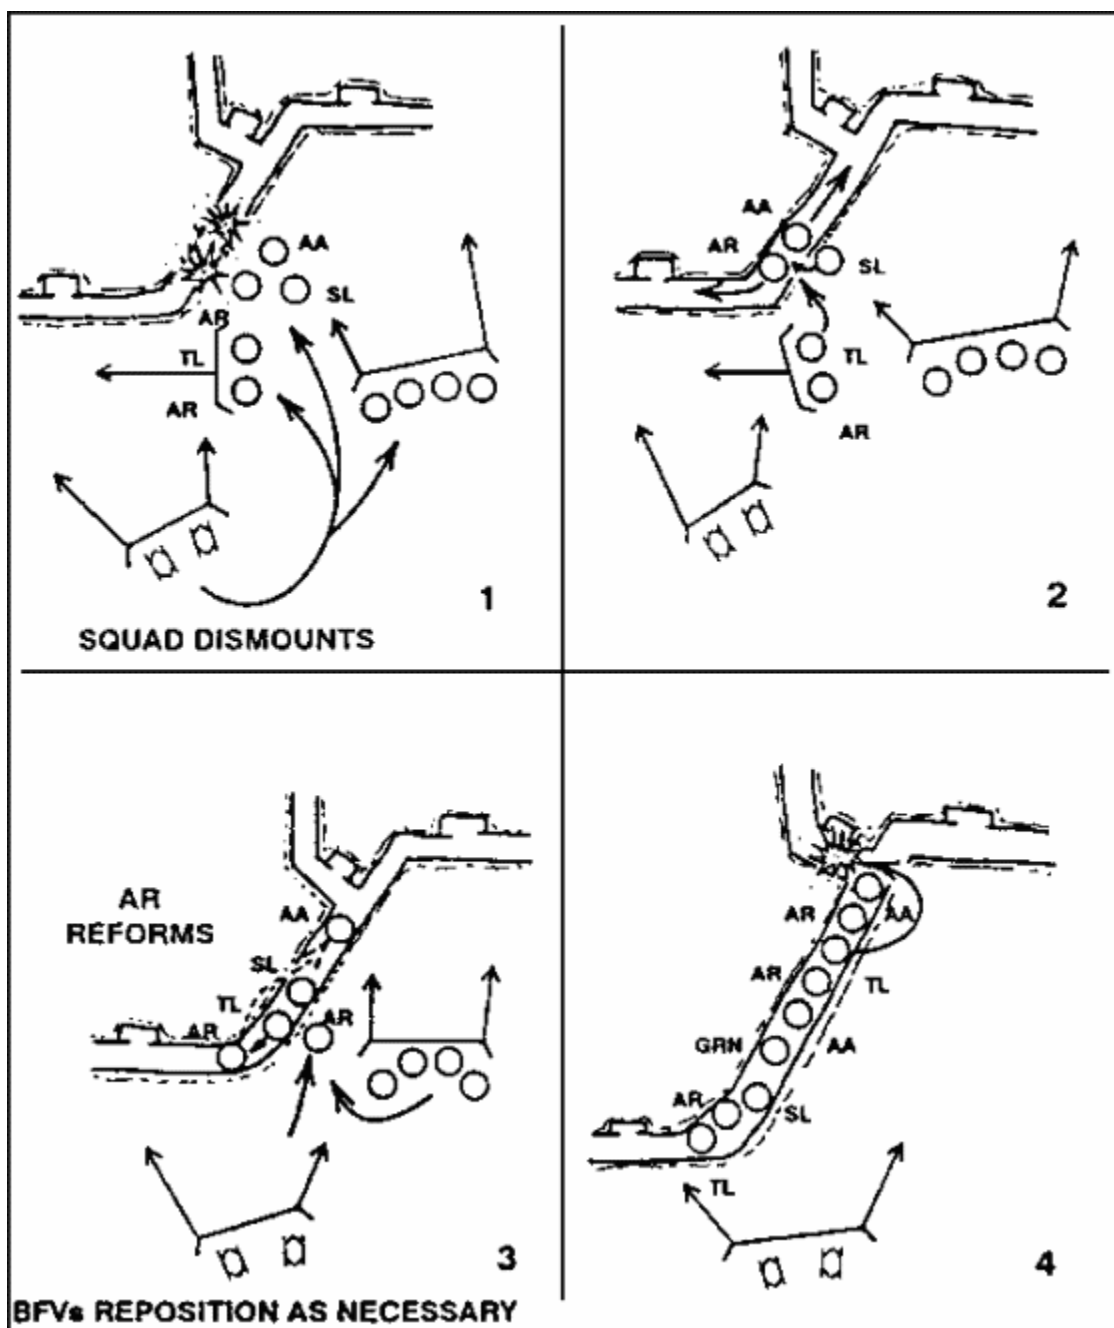 AA
SL
AR
TL
AR
1
SQUAD DISMOUNTS
AA
AR
SL
TL
AR
2
AR
REFORMS
AA
SL
TL
AR
AR
3
BFVs REPOSITION AS NECESSARY
AR
AA
AR
TL
GRN
AA
AR
SL
TL
4